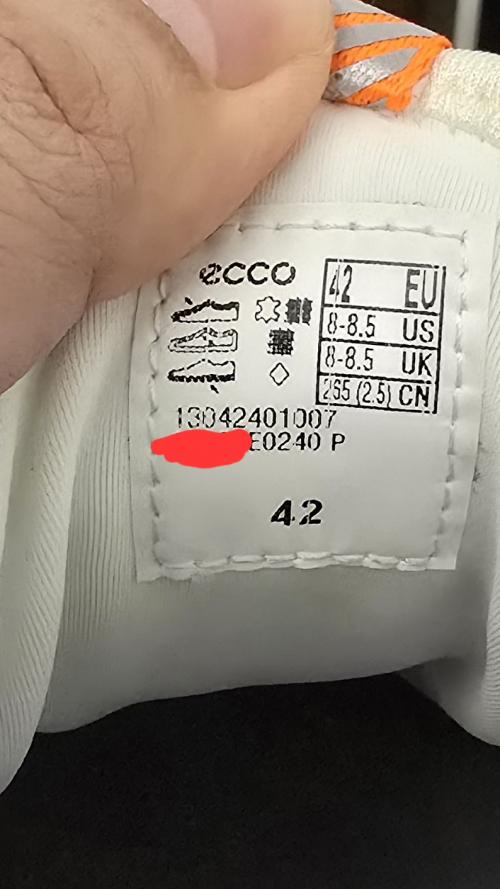 ecco
42 EU
8-8.5 US
8-8.5 UK
265 (2.5) CN
13042401007
E0240 P
42